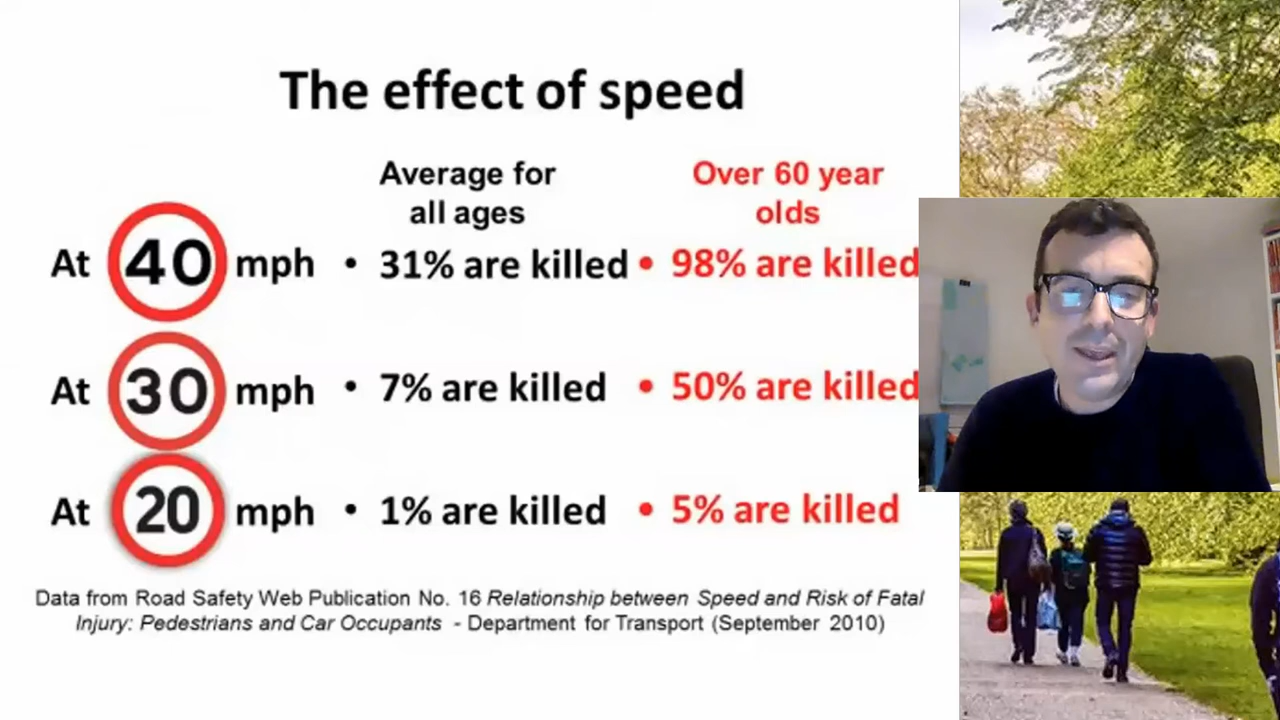 The effect of speed
Average for
all ages
Over 60 year
olds
At 40 mph • 31% are killed • 98% are killed
At 30 mph • 7% are killed • 50% are killed
At 20 mph • 1% are killed • 5% are killed
Data from Road Safety Web Publication No. 16 Relationship between Speed and Risk of Fatal
Injury: Pedestrians and Car Occupants - Department for Transport (September 2010)